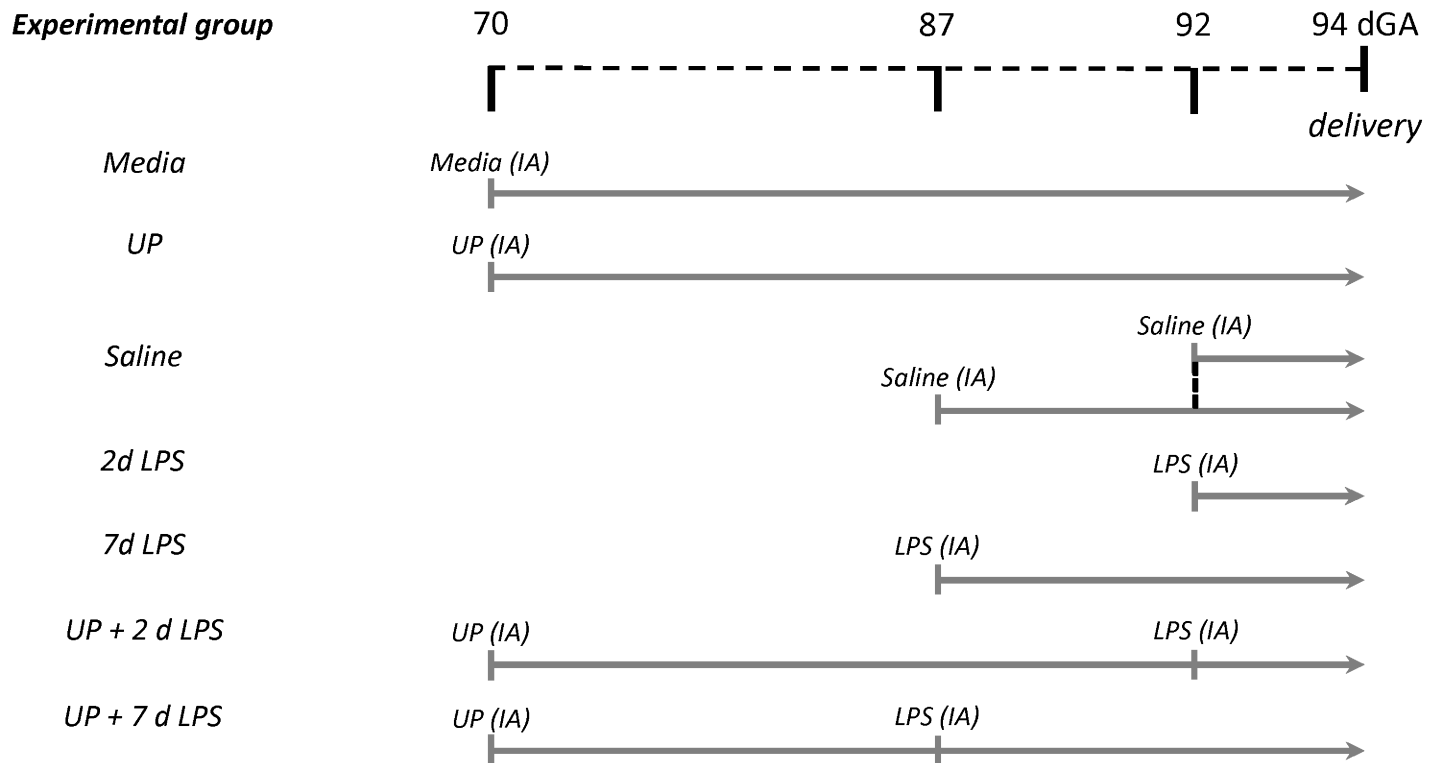 Experimental group 70 87 92 94 dGA
delivery
Media Media (IA)
UP UP (IA)
Saline (IA)
Saline
Saline (IA)
2d LPS LPS (IA)
7d LPS LPS (IA)
UP + 2 d LPS UP (IA) LPS (IA)
UP + 7 d LPS UP (IA) LPS (IA)